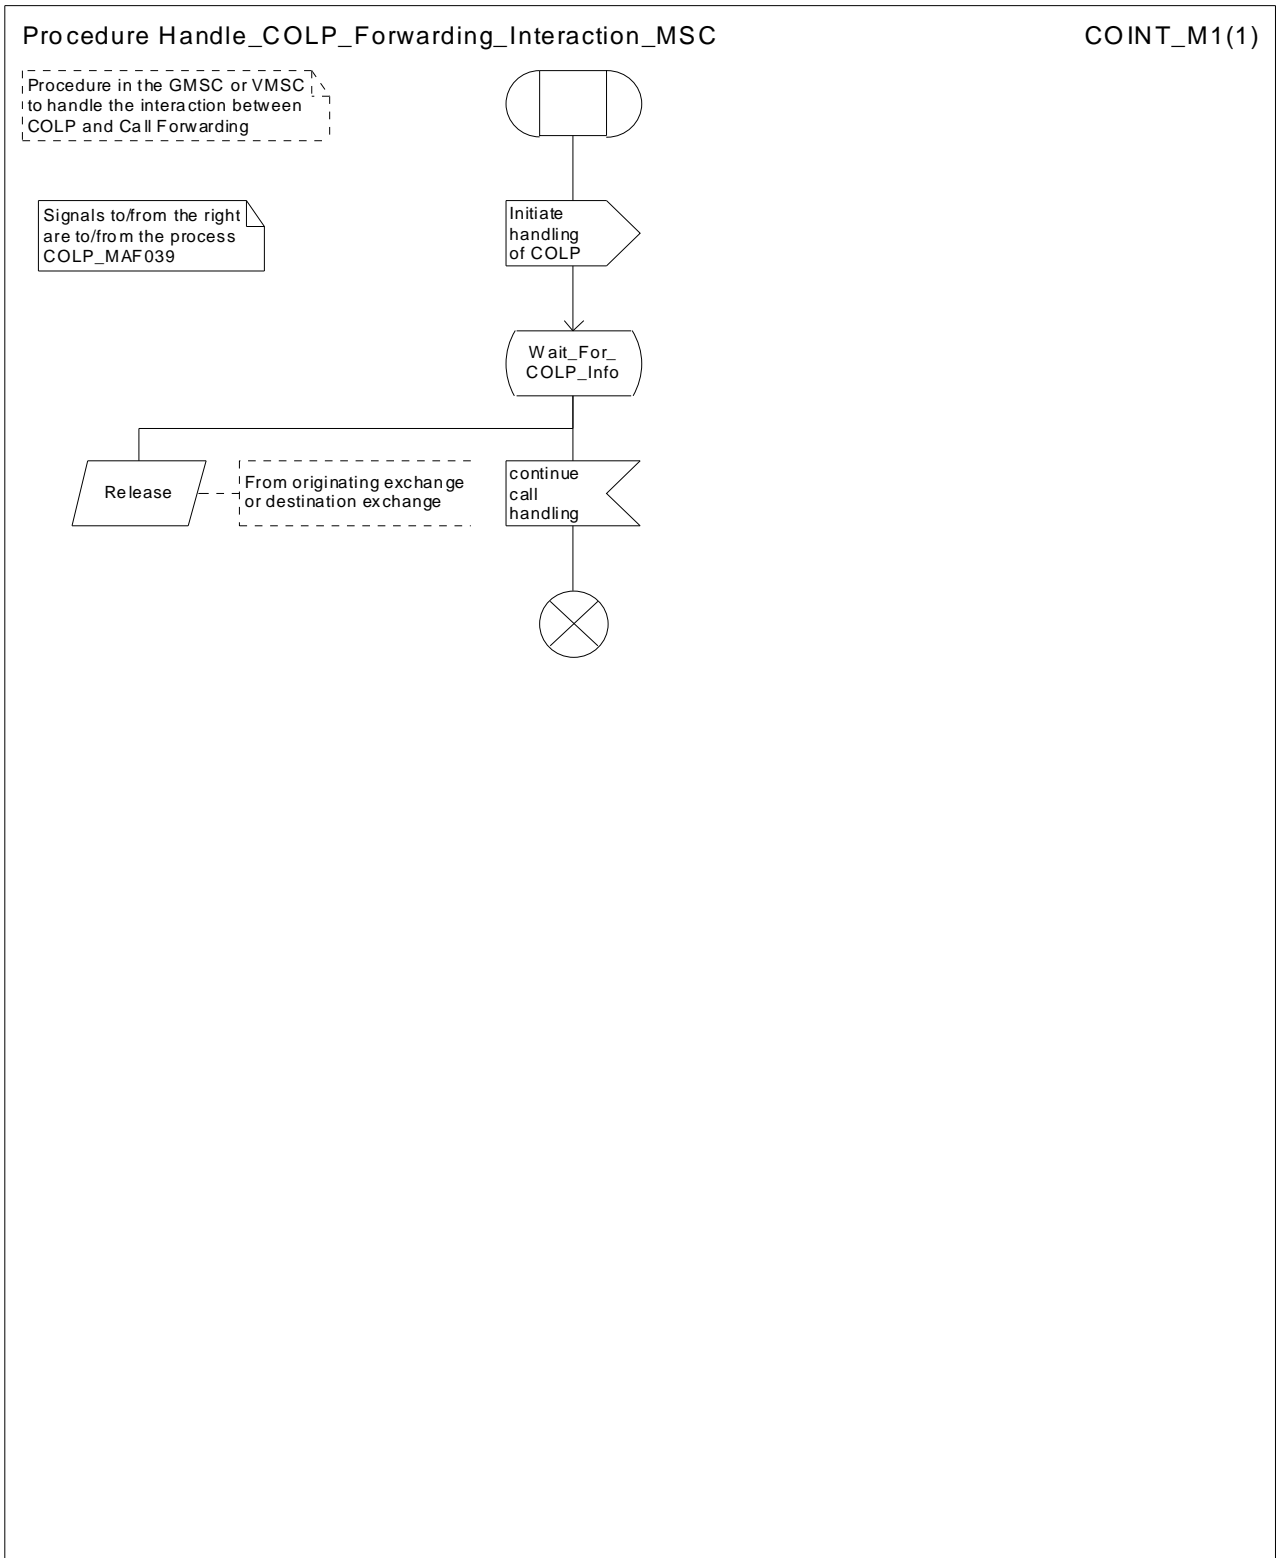 Procedure Handle_COLP_Forwarding_Interaction_MSC
COINT_M1(1)
Procedure in the GMSC or VMSC
to handle the interaction between
COLP and Call Forwarding
Signals to/from the right
are to/from the process
COLP_MAF039
Initiate
handling
of COLP
Wait_For_
COLP_Info
Release
From originating exchange
or destination exchange
continue
call
handling